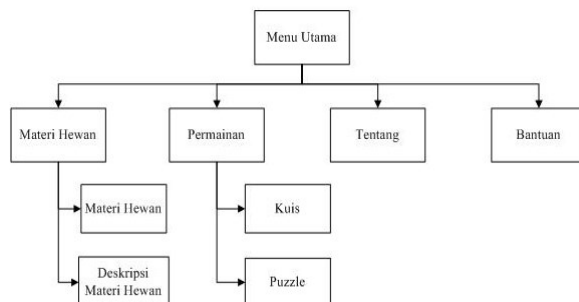 Menu Utama
Materi Hewan
Permainan
Tentang
Bantuan
Materi Hewan
Kuis
Deskripsi
Materi Hewan
Puzzle